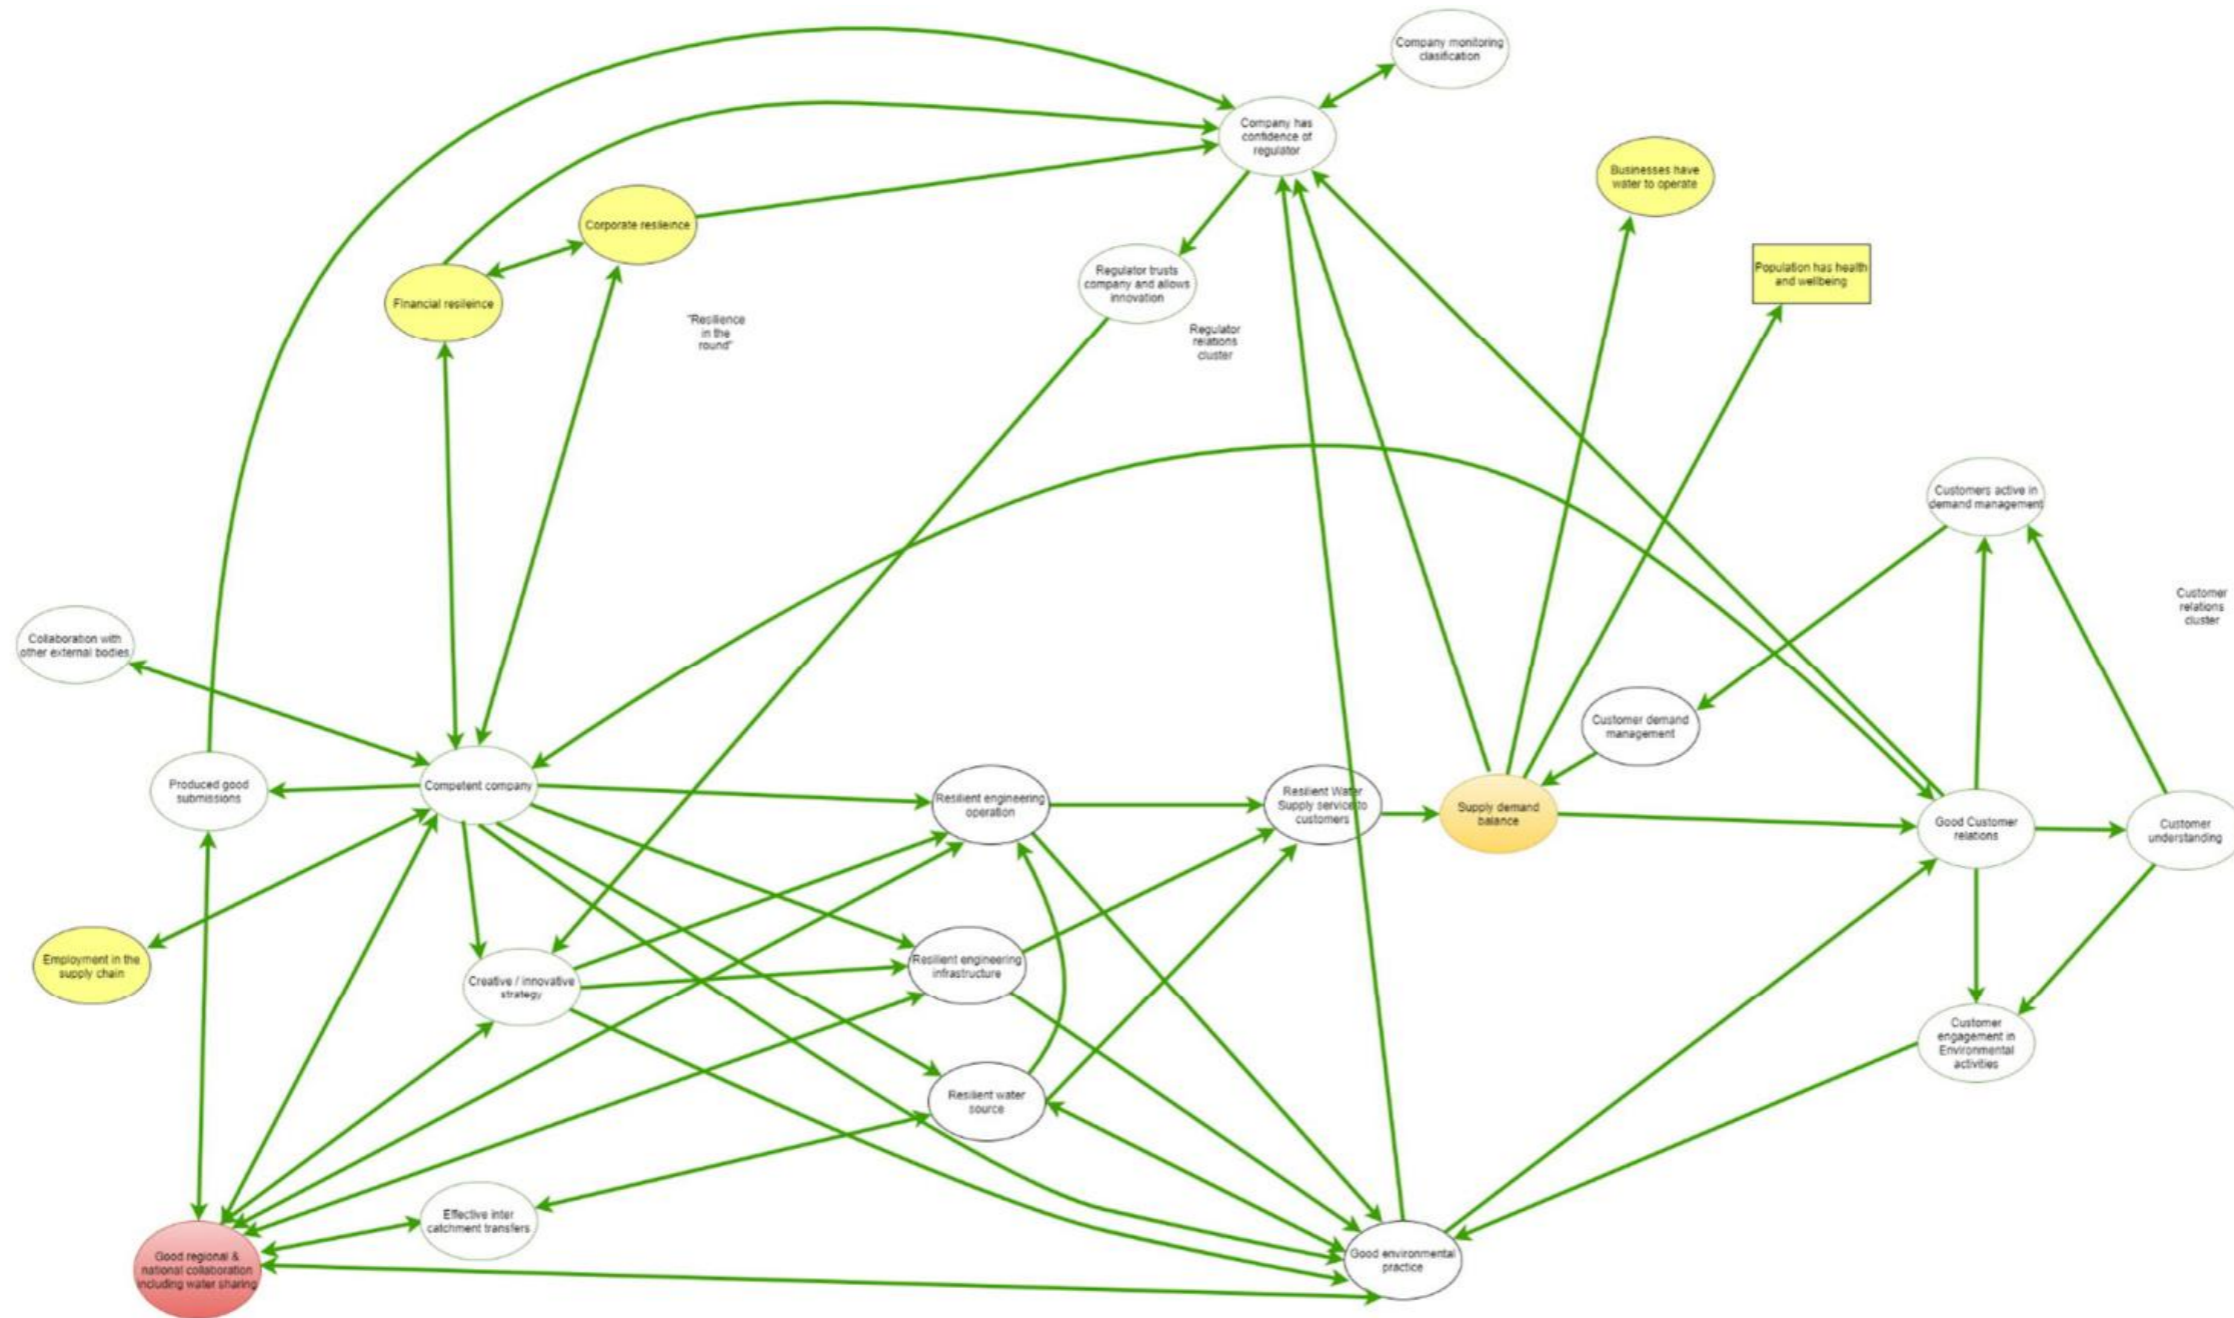 Company monitoring
clasification
Company has
confidence of
regulator
Businesses have
water to operate
Corporate resileince
Population has health
and wellbeing
Regulator trusts
company and allows
innovation
Financial resileince
"Resilience
in the
round"
Regulator
relations
cluster
Customers active in
demand management
Customer
relations
cluster
Collaboration with
other external bodies
Customer demand
management
Produced good
submissions
Competent company
Resilient engineering
operation
Resilient Water
Supply service to
customers
Supply demand
balance
Good Customer
relations
Customer
understanding
Employment in the
supply chain
Creative / innovative
strategy
Resilient engineering
infrastructure
Customer
engagement in
Environmental
activities
Resilient water
source
Effective inter
catchment transfers
Good regional &
national collaboration
including water sharing
Good environmental
practice